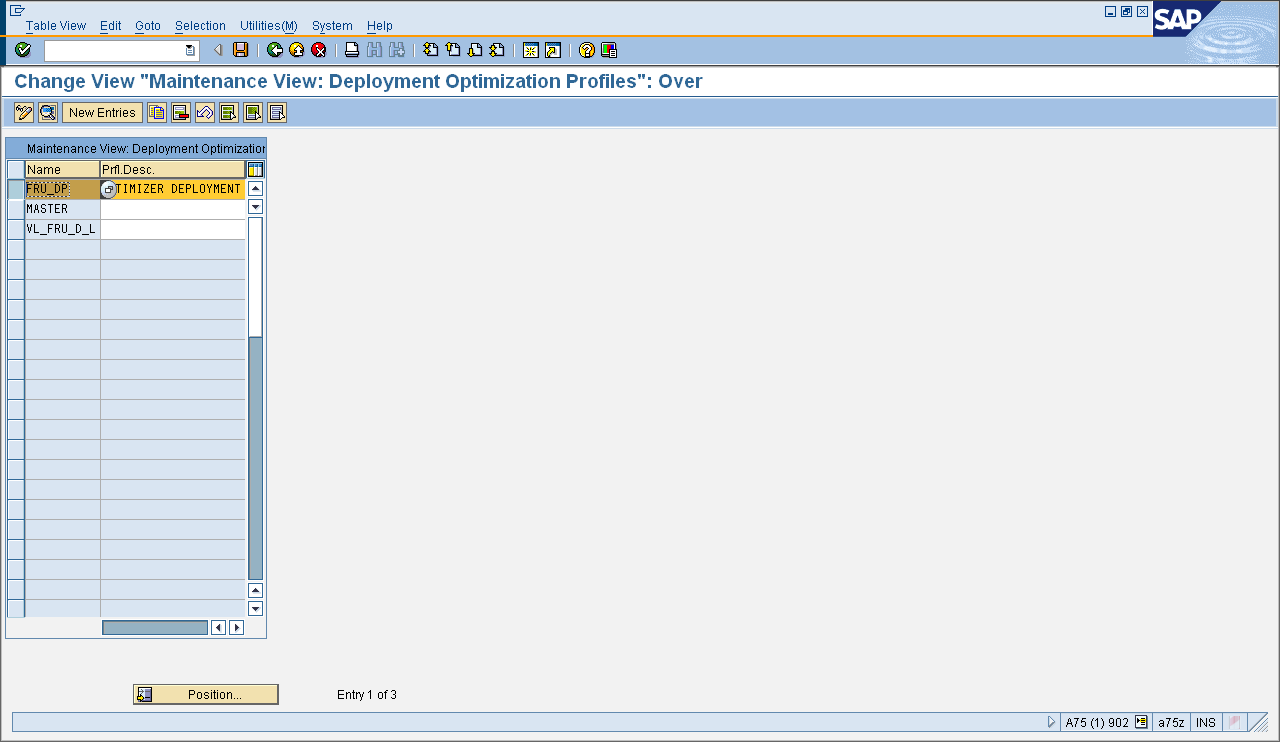 Table View Edit Goto Selection Utilities(M) System Help
SAP
Change View "Maintenance View: Deployment Optimization Profiles": Over
New Entries
Maintenance View: Deployment Optimization
Name Prfl.Desc.
FRU_DP TIMIZER DEPLOYMENT
MASTER
VL_FRU_D_L
Position... Entry 1 of 3
A75 (1) 902 a75z INS